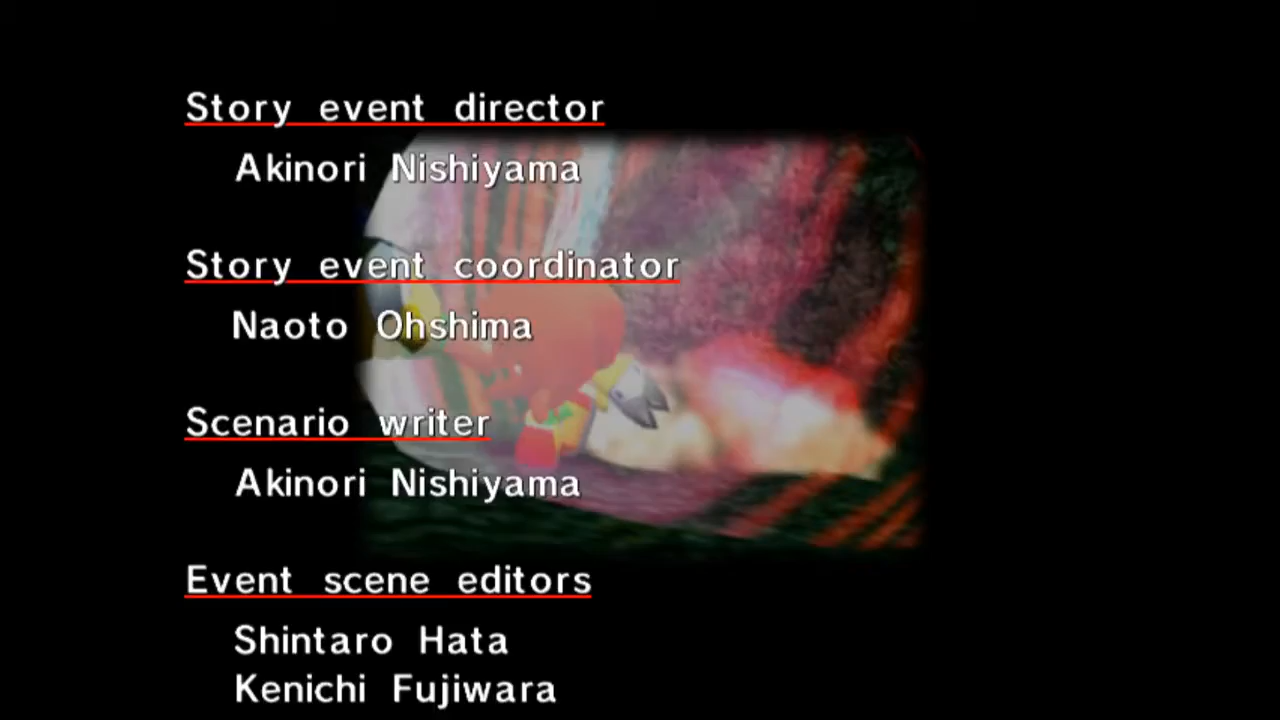 Story event director
Akinori Nishiyama
Story event coordinator
Naoto Ohshima
Scenario writer
Akinori Nishiyama
Event scene editors
Shintaro Hata
Kenichi Fujiwara